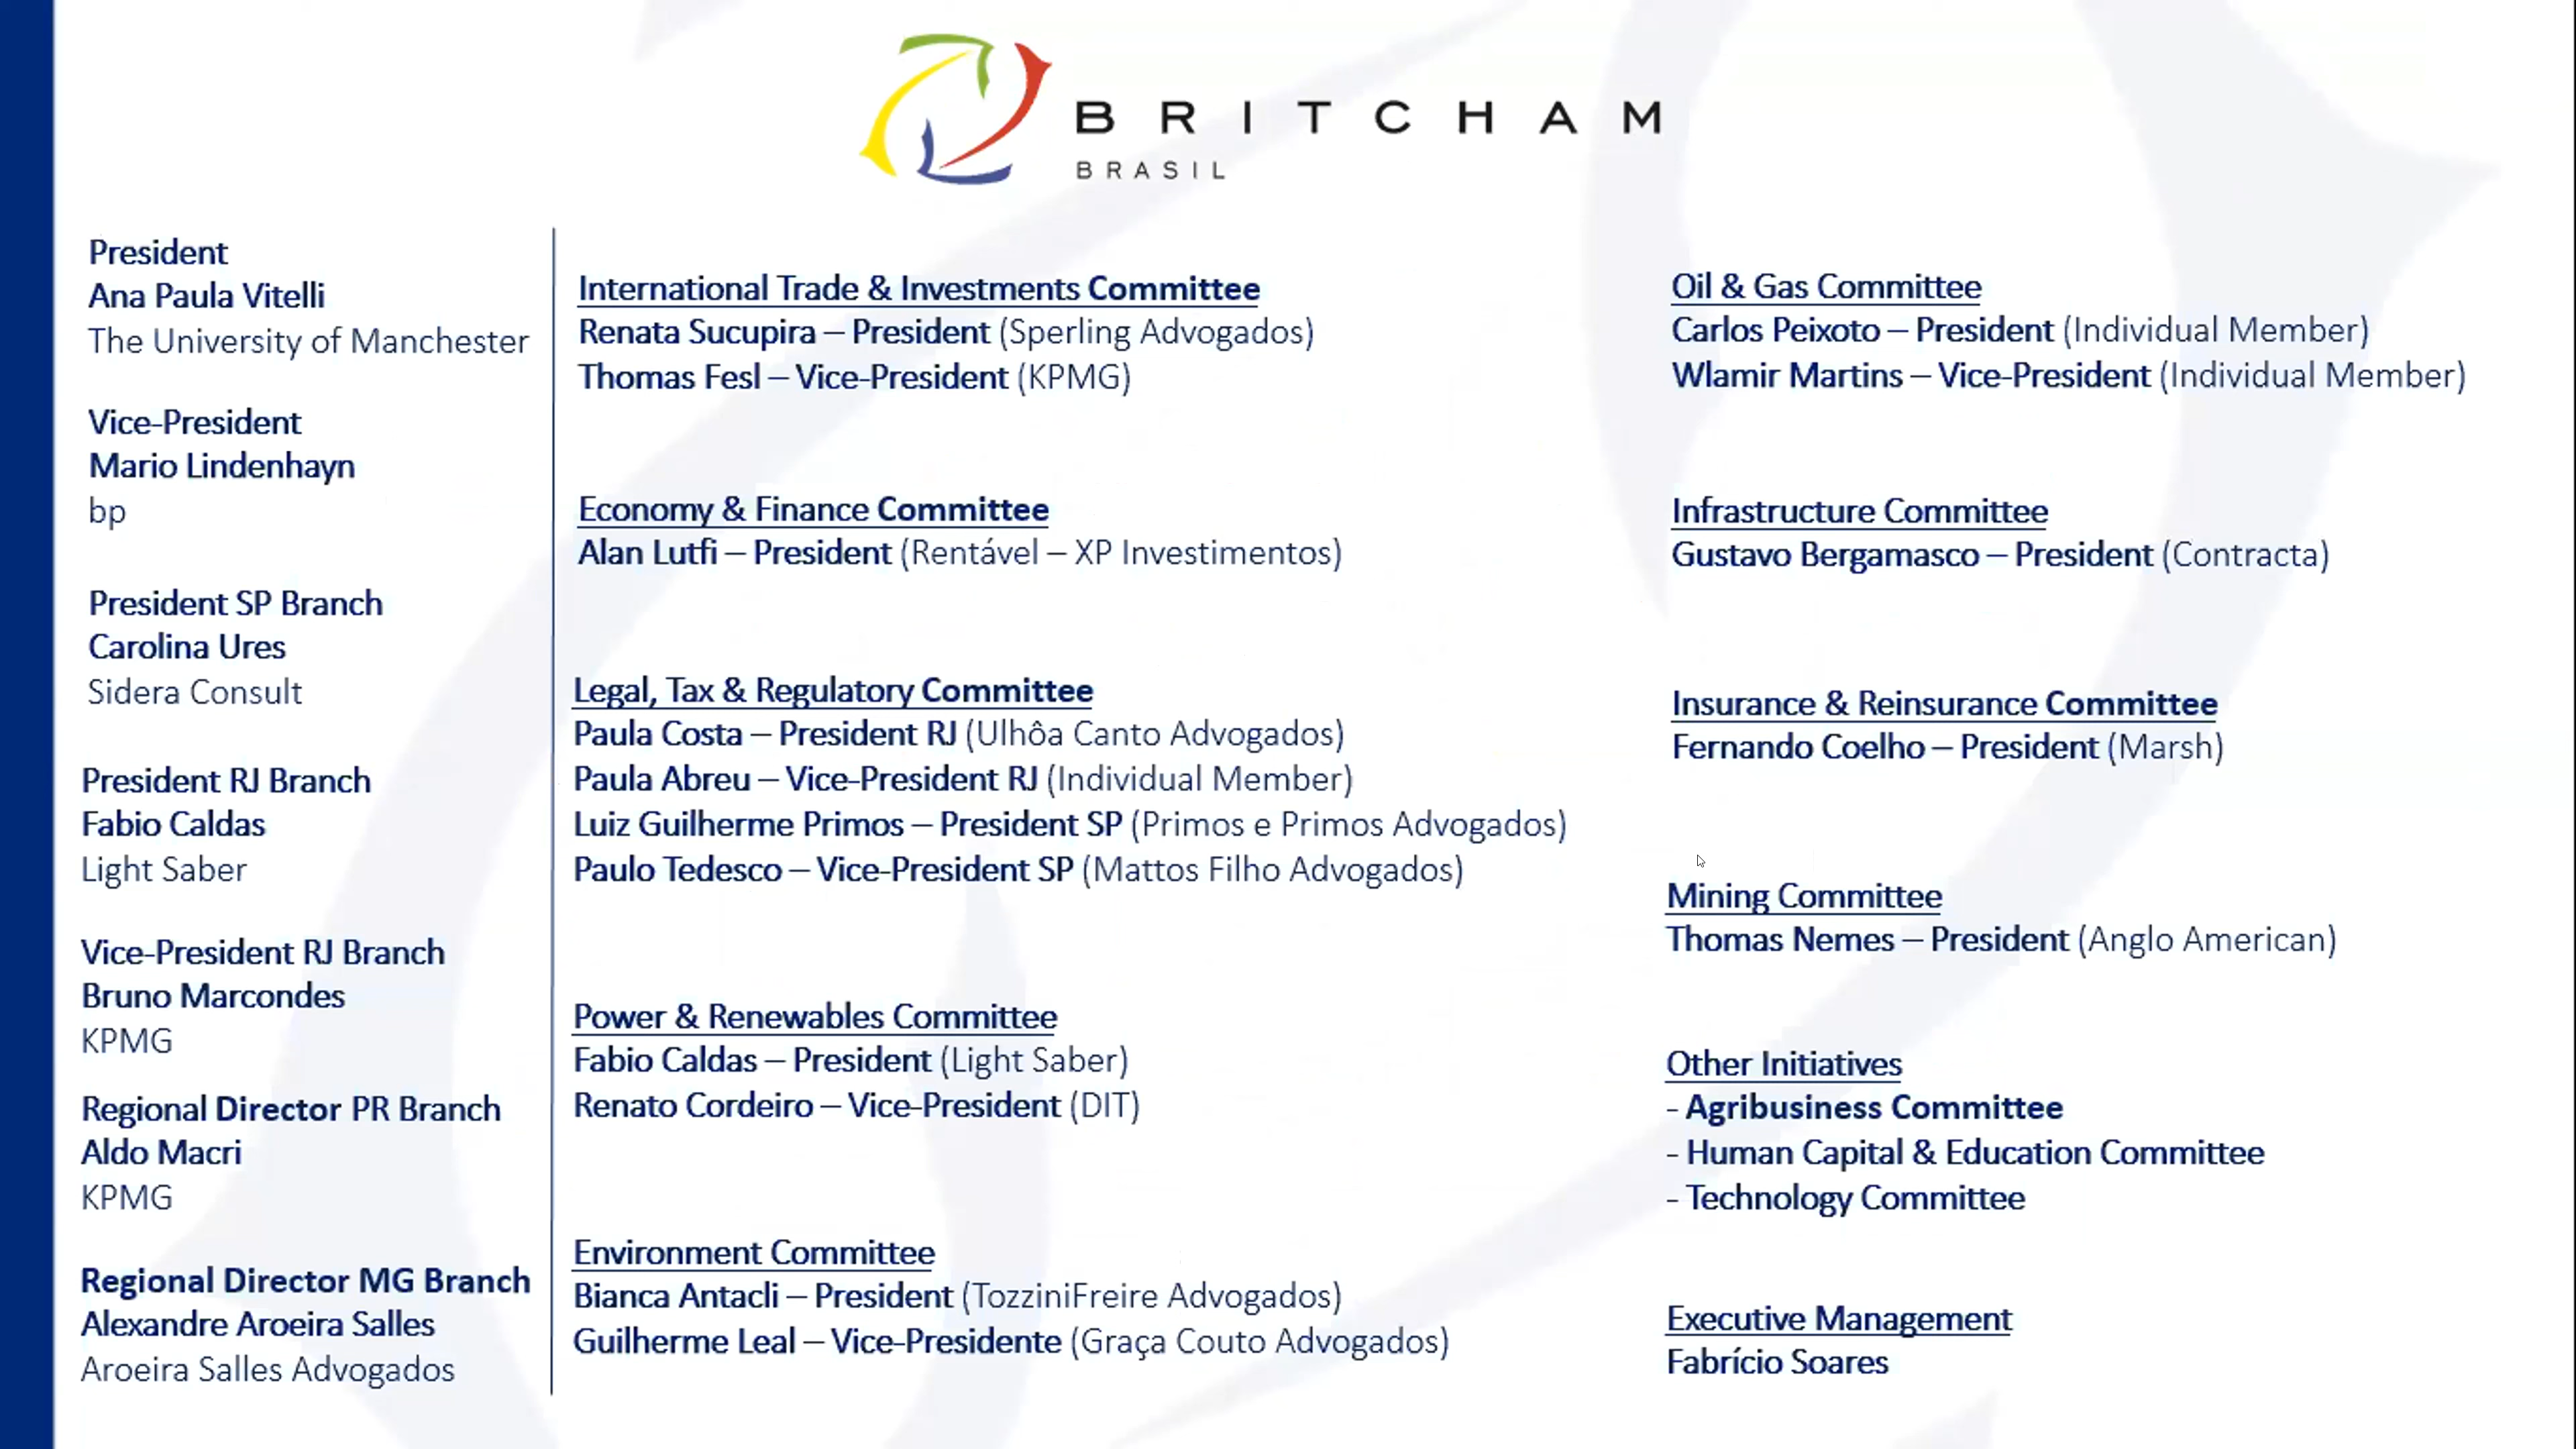 BRITCHAM
BRASIL
President
Ana Paula Vitelli
The University of Manchester
Vice-President
Mario Lindenhayn
bp
President SP Branch
Carolina Ures
Sidera Consult
President RJ Branch
Fabio Caldas
Light Saber
Vice-President RJ Branch
Bruno Marcondes
KPMG
Regional Director PR Branch
Aldo Macri
KPMG
Regional Director MG Branch
Alexandre Aroeira Salles
Aroeira Salles Advogados
International Trade & Investments Committee
Renata Sucupira – President (Sperling Advogados)
Thomas Fesl – Vice-President (KPMG)
Economy & Finance Committee
Alan Lutfi – President (Rentável – XP Investimentos)
Legal, Tax & Regulatory Committee
Paula Costa – President RJ (Ulhôa Canto Advogados)
Paula Abreu – Vice-President RJ (Individual Member)
Luiz Guilherme Primos – President SP (Primos e Primos Advogados)
Paulo Tedesco – Vice-President SP (Mattos Filho Advogados)
Power & Renewables Committee
Fabio Caldas – President (Light Saber)
Renato Cordeiro – Vice-President (DIT)
Environment Committee
Bianca Antacli – President (TozziniFreire Advogados)
Guilherme Leal – Vice-Presidente (Graça Couto Advogados)
Oil & Gas Committee
Carlos Peixoto – President (Individual Member)
Wlamir Martins – Vice-President (Individual Member)
Infrastructure Committee
Gustavo Bergamasco – President (Contracta)
Insurance & Reinsurance Committee
Fernando Coelho – President (Marsh)
Mining Committee
Thomas Nemes – President (Anglo American)
Other Initiatives
- Agribusiness Committee
- Human Capital & Education Committee
- Technology Committee
Executive Management
Fabrício Soares